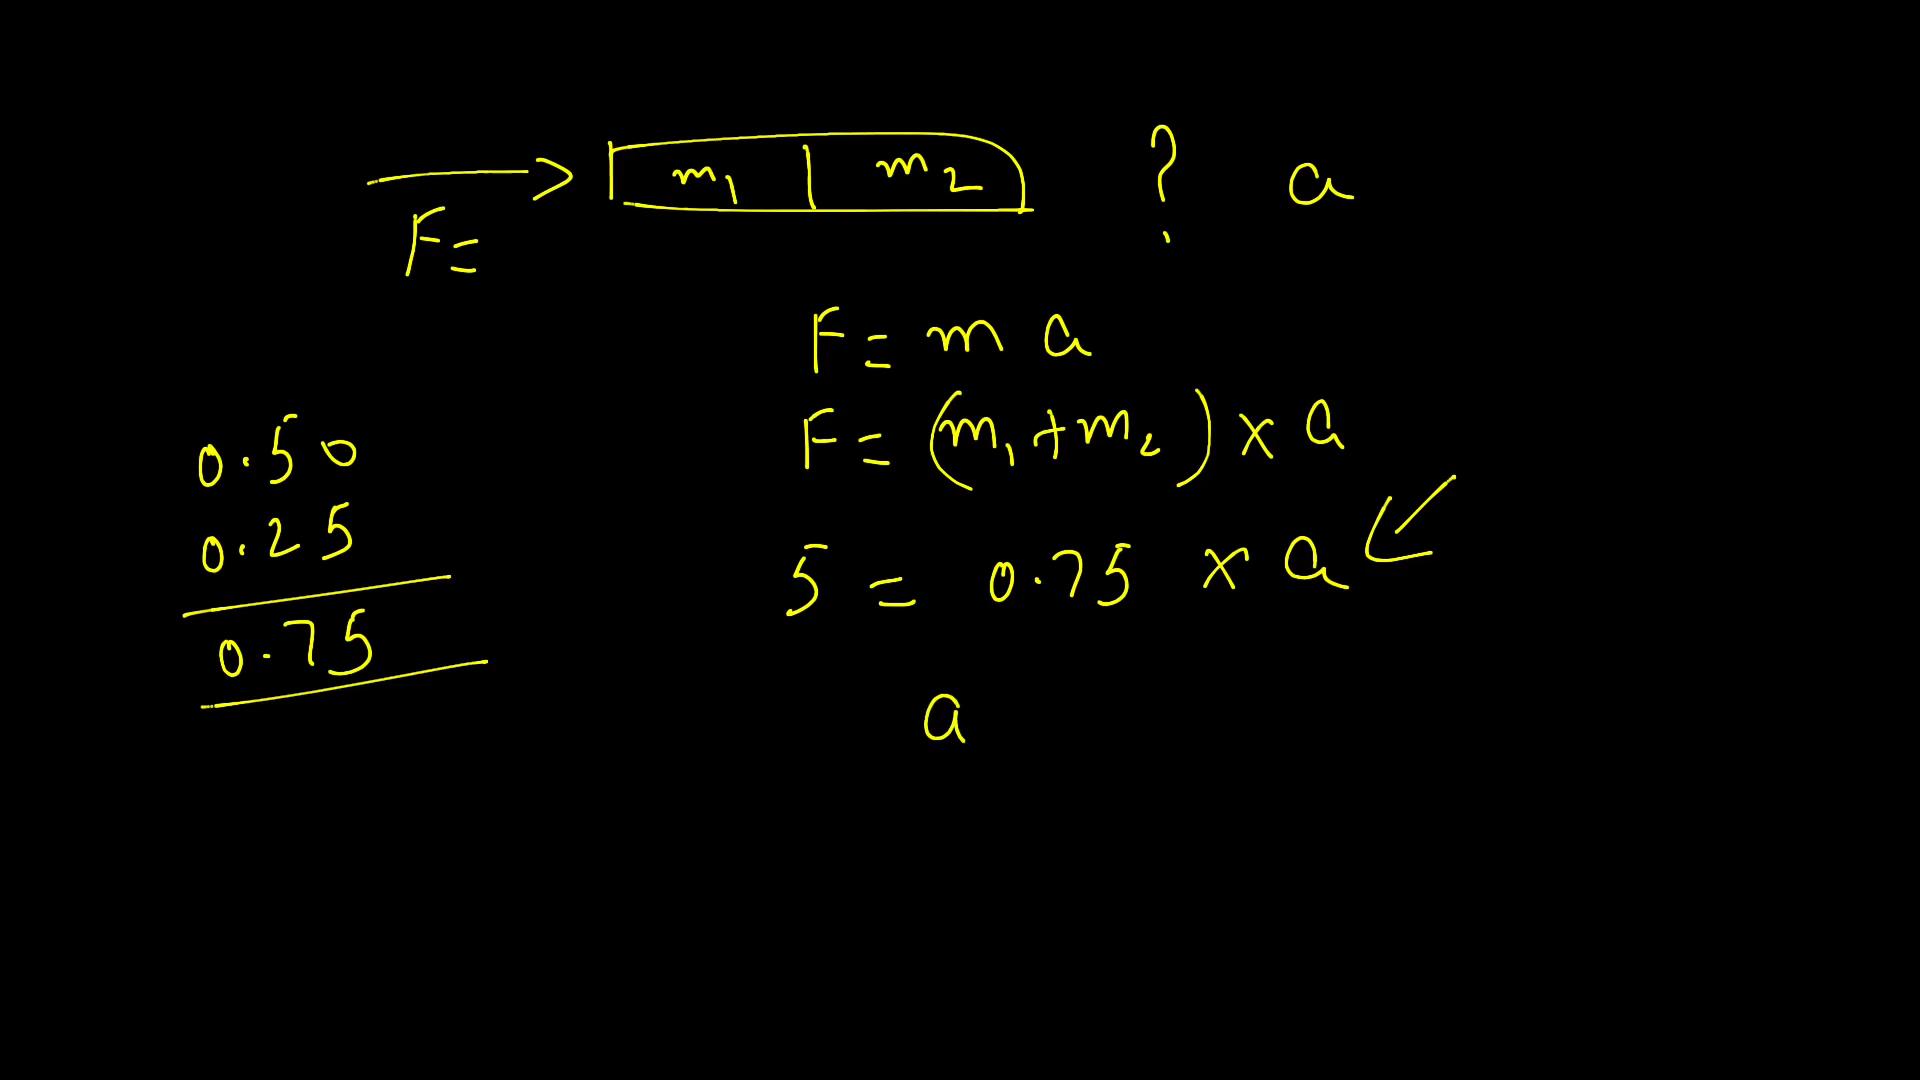 m₁ m₂ ? a
F=
F = m a
F = (m₁+m₂) × a
0.50
0.25
0.75
5 = 0.75 × a
a